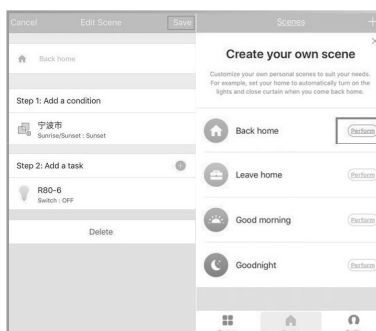 Cancel Edit Scene Save
Back home
Step 1: Add a condition
宁波市
Sunrise/Sunset : Sunset
Step 2: Add a task
R80-6
Switch : OFF
Delete
Scenes
Create your own scene
Customize your own personal scenes to suit your needs.
For example, set your home to automatically turn on the
lights and close curtain when you come back home.
Back home Perform
Leave home Perform
Good morning Perform
Goodnight Perform